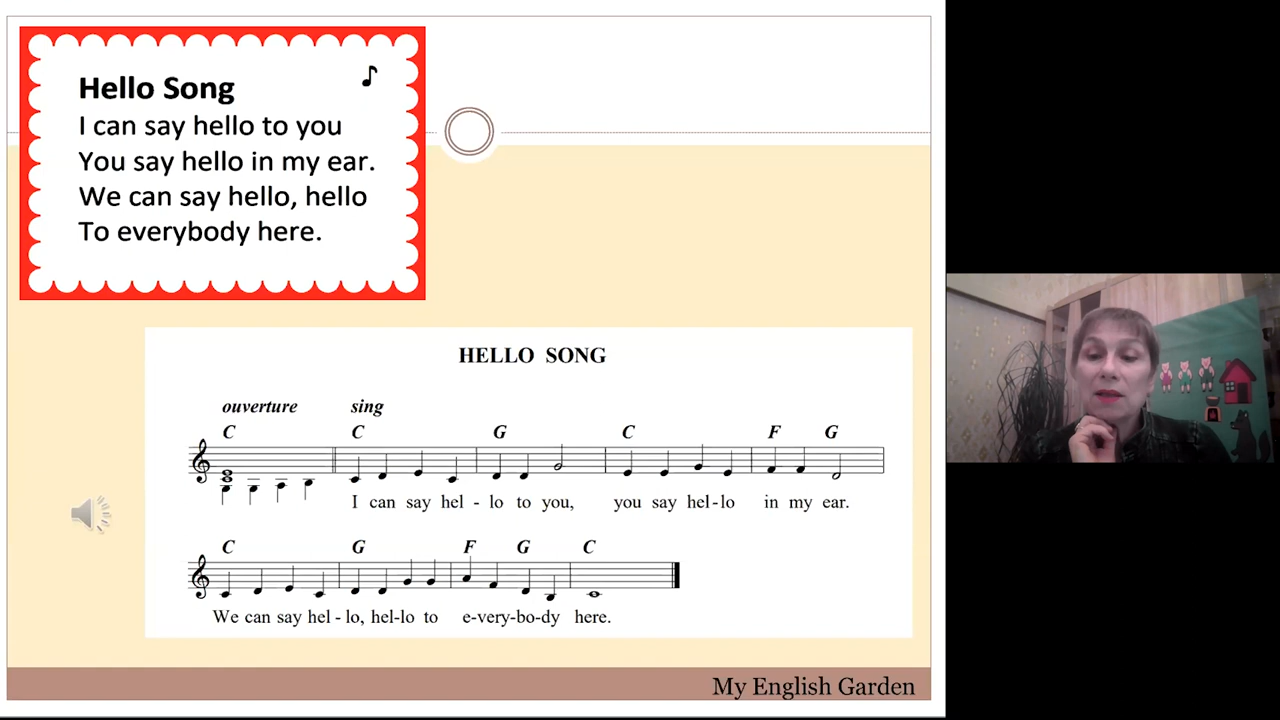 Hello Song
I can say hello to you
You say hello in my ear.
We can say hello, hello
To everybody here.
HELLO SONG
ouverture sing
C C G C F G
I can say hel - lo to you, you say hel-lo in my ear.
C G F G C
We can say hel - lo, hel-lo to e-very-bo-dy here.
My English Garden